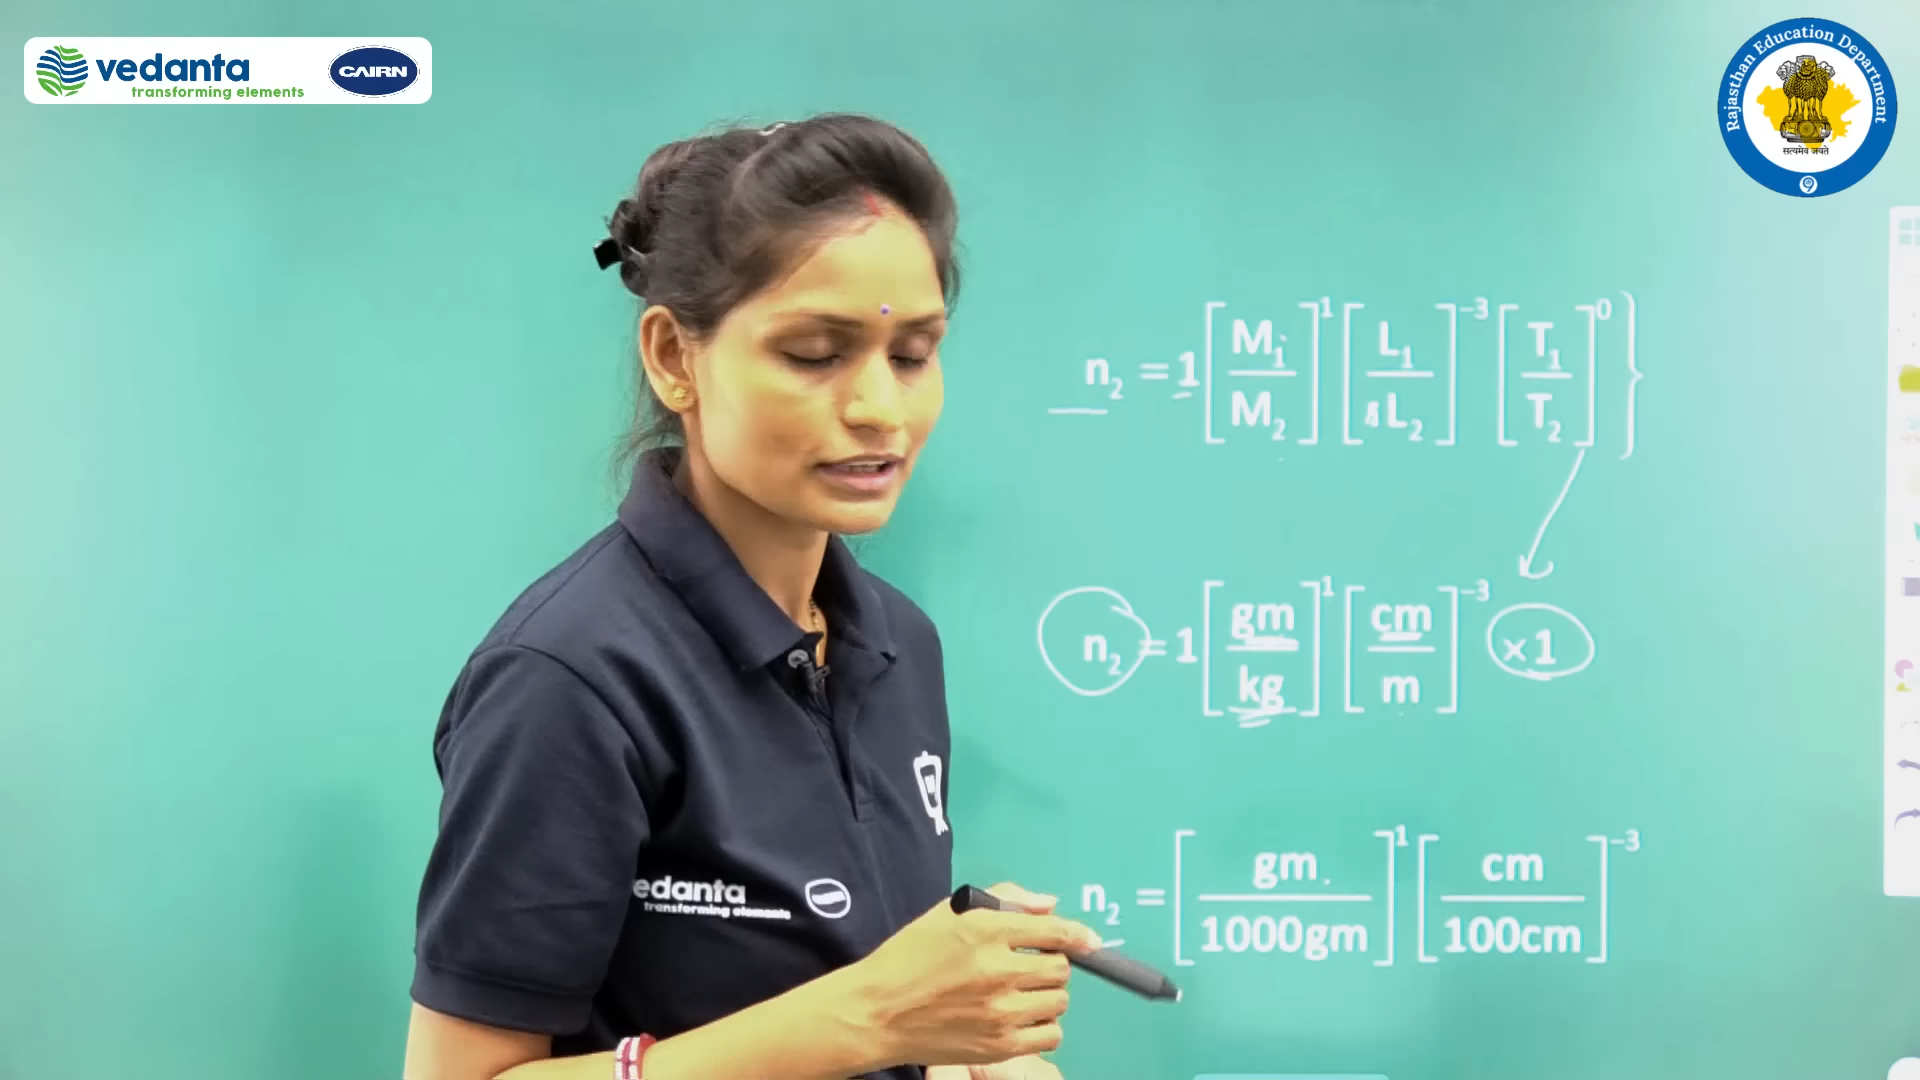 vedanta
transforming elements
CAIRN
Rajasthan Education Department
सत्यमेव जयते
n₂ = 1 [M₁/M₂]¹ [L₁/L₂]⁻³ [T₁/T₂]⁰ }
n₂ = 1 [gm/kg]¹ [cm/m]⁻³ ×1
n₂ = [gm/1000gm]¹ [cm/100cm]⁻³
edanta
transforming elements